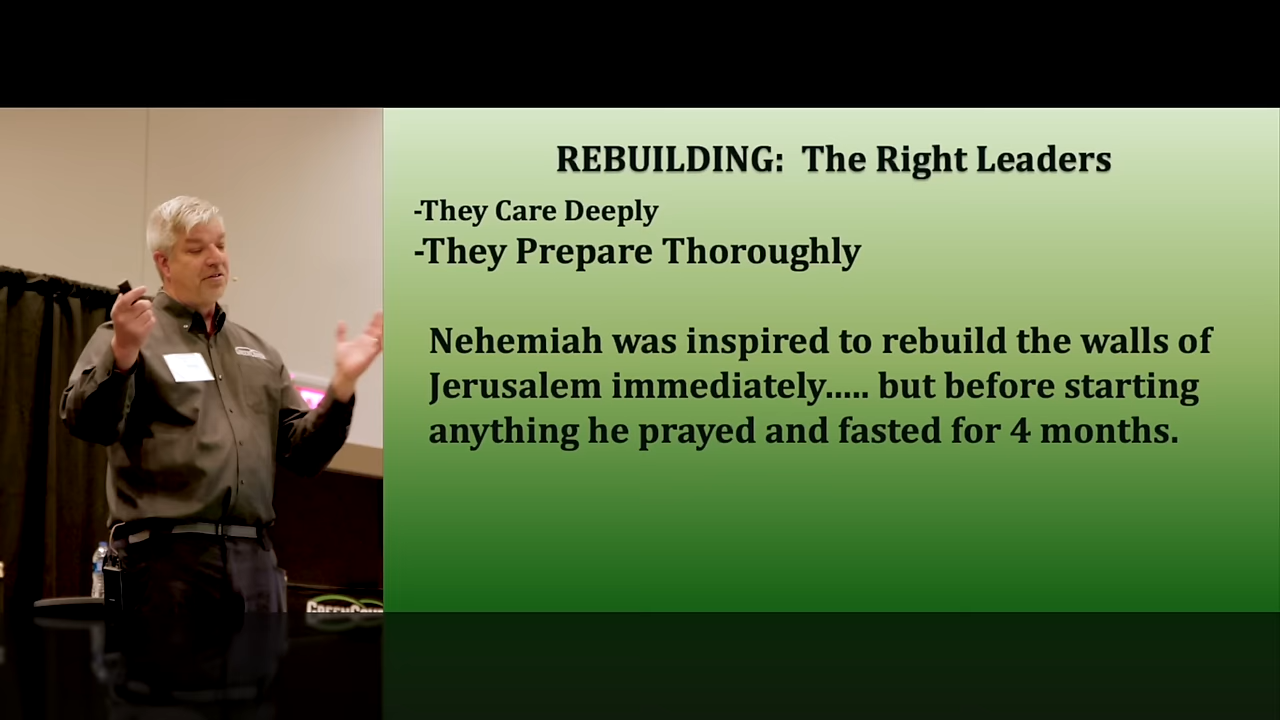 REBUILDING: The Right Leaders
-They Care Deeply
-They Prepare Thoroughly
Nehemiah was inspired to rebuild the walls of
Jerusalem immediately..... but before starting
anything he prayed and fasted for 4 months.